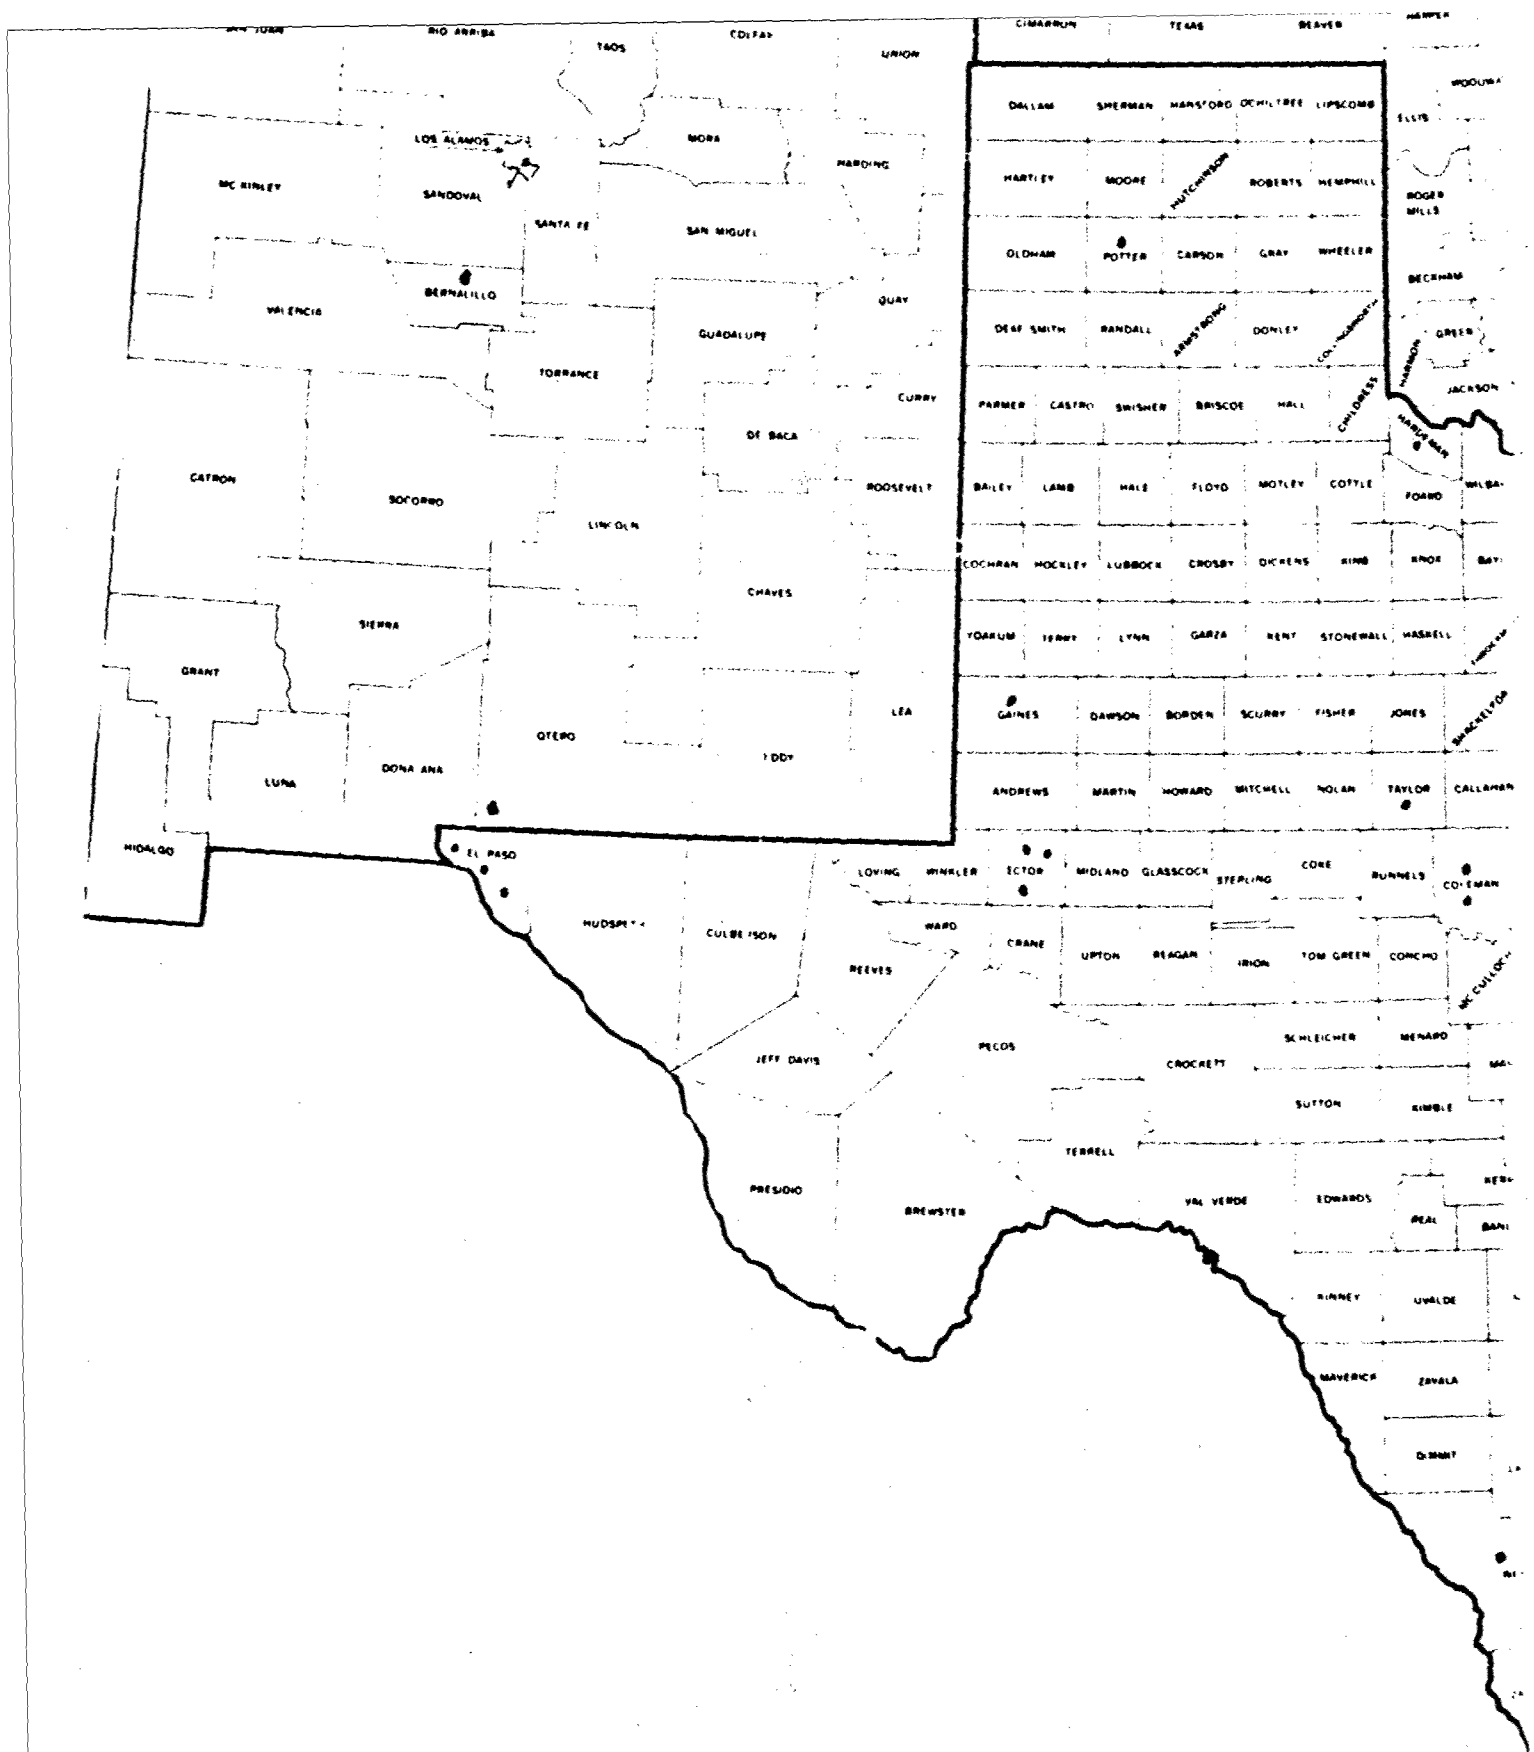 RIO ARRIBA
TAOS
COLFAX
UNION
CIMARRON
TEXAS
BEAVER
HARPER
DALLAM
SHERMAN
HANSFORD
OCHILTREE
LIPSCOMB
ELLIS
LOS ALAMOS
MORA
HARDING
MC KINLEY
SANDOVAL
SANTA FE
SAN MIGUEL
HARTLEY
MOORE
HUTCHINSON
ROBERTS
HEMPHILL
ROGER
MILLS
OLDHAM
POTTER
CARSON
GRAY
WHEELER
BECKHAM
BERNALILLO
VALENCIA
GUADALUPE
QUAY
DEAF SMITH
RANDALL
ARMSTRONG
DONLEY
COLLINGSWORTH
HARMON
GREER
TORRANCE
CURRY
PARMER
CASTRO
SWISHER
BRISCOE
HALL
CHILDRESS
JACKSON
HARDEMAN
DE BACA
CATRON
SOCORRO
LINCOLN
ROOSEVELT
BAILEY
LAMB
HALE
FLOYD
MOTLEY
COTTLE
FOARD
CHAVES
COCHRAN
HOCKLEY
LUBBOCK
CROSBY
DICKENS
KING
KNOX
SIERRA
GRANT
YOAKUM
TERRY
LYNN
GARZA
KENT
STONEWALL
HASKELL
LEA
GAINES
DAWSON
BORDEN
SCURRY
FISHER
JONES
OTERO
EDDY
LUNA
DONA ANA
ANDREWS
MARTIN
HOWARD
MITCHELL
NOLAN
TAYLOR
CALLAHAN
HIDALGO
EL PASO
LOVING
WINKLER
ECTOR
MIDLAND
GLASSCOCK
STERLING
COKE
RUNNELS
COLEMAN
HUDSPETH
CULBERSON
REEVES
WARD
CRANE
UPTON
REAGAN
IRION
TOM GREEN
CONCHO
MC CULLOCH
JEFF DAVIS
PECOS
CROCKETT
SCHLEICHER
MENARD
SUTTON
KIMBLE
PRESIDIO
BREWSTER
TERRELL
VAL VERDE
EDWARDS
REAL
KINNEY
UVALDE
MAVERICK
ZAVALA
DIMMIT